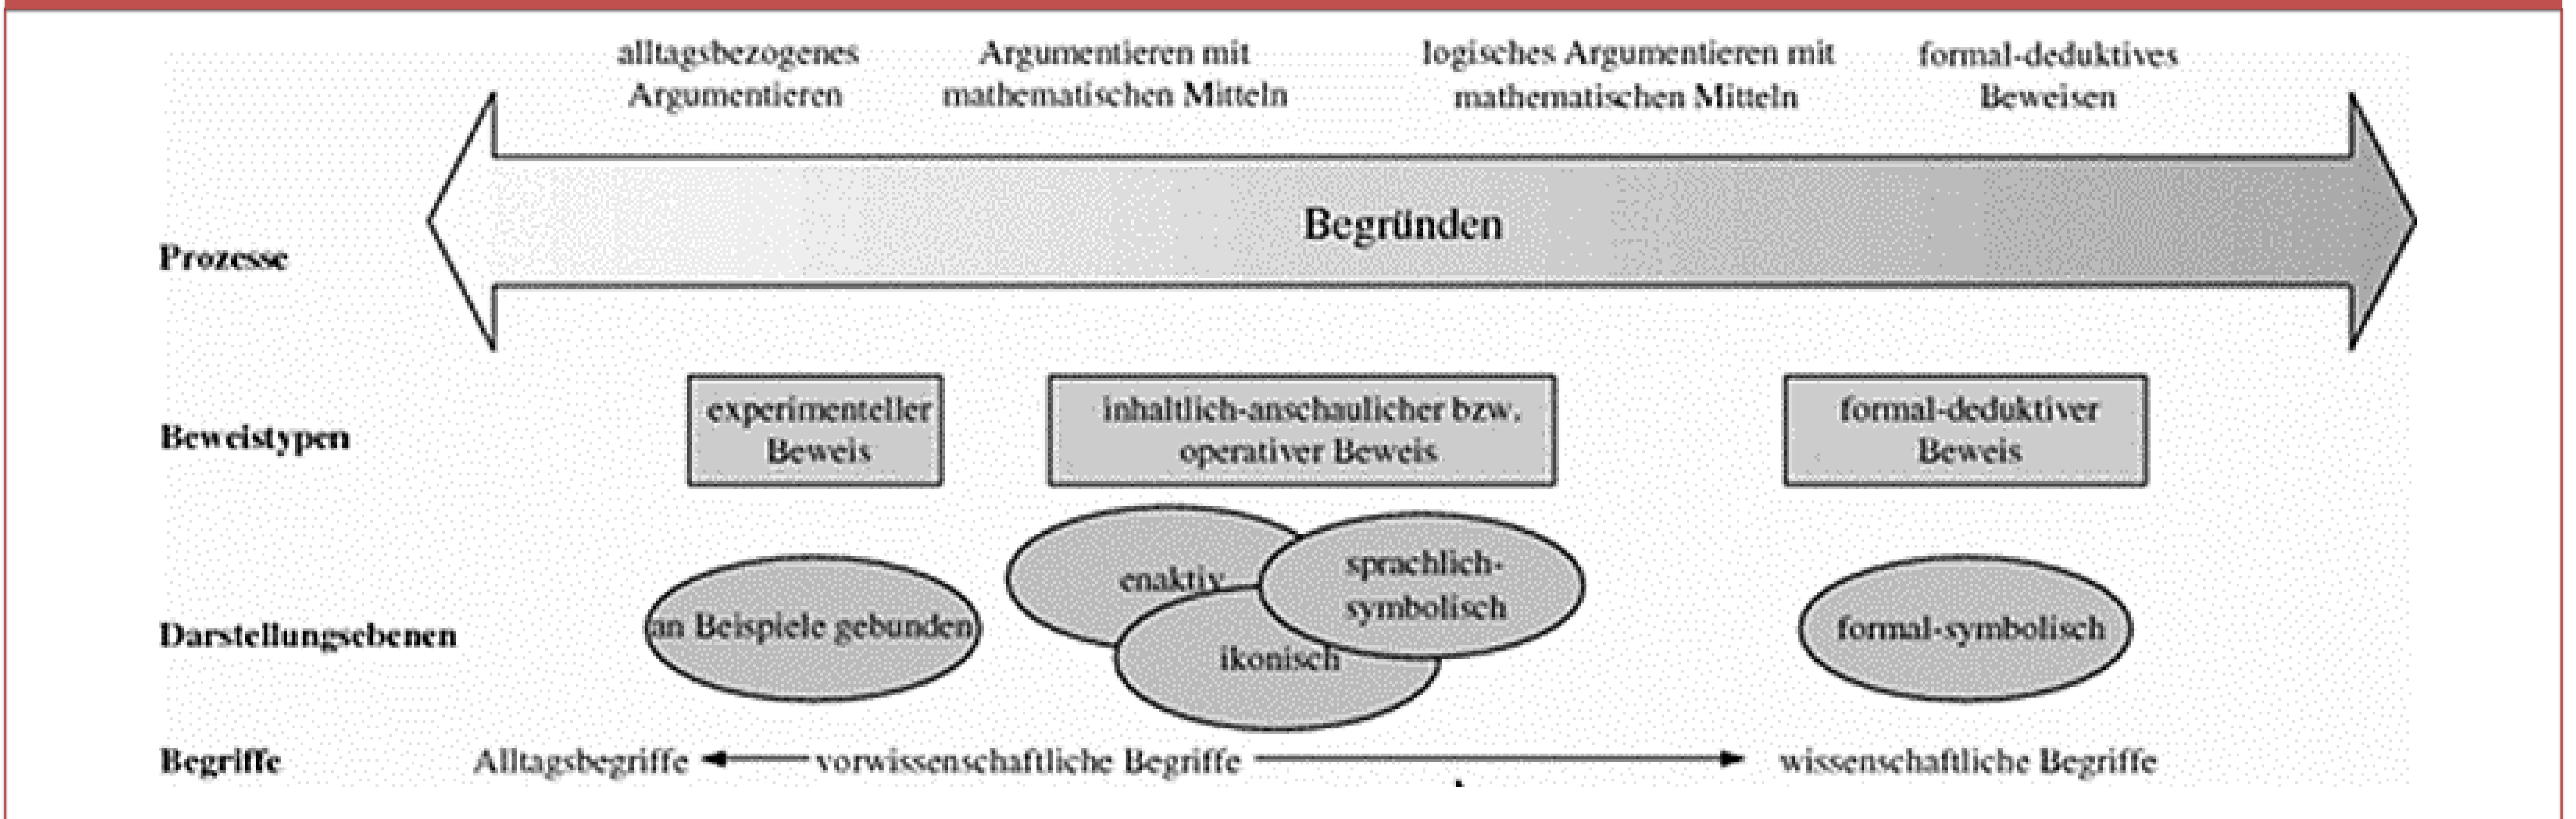 alltagsbezogenes
Argumentieren
Argumentieren mit
mathematischen Mitteln
logisches Argumentieren mit
mathematischen Mitteln
formal-deduktives
Beweisen
Prozesse
Begründen
Beweistypen
experimenteller
Beweis
inhaltlich-anschaulicher bzw.
operativer Beweis
formal-deduktiver
Beweis
Darstellungsebenen
an Beispiele gebunden
enaktiv
ikonisch
sprachlich-
symbolisch
formal-symbolisch
Begriffe
Alltagsbegriffe
vorwissenschaftliche Begriffe
wissenschaftliche Begriffe